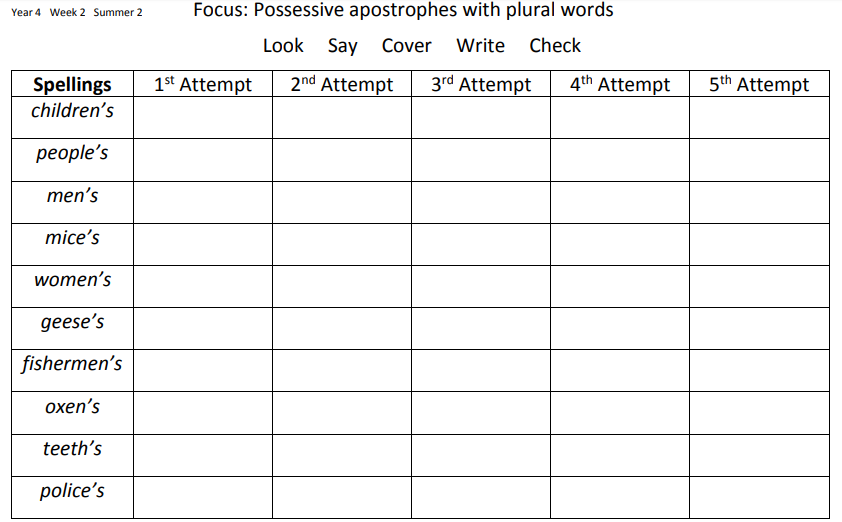 Year 4 Week 2 Summer 2
Focus: Possessive apostrophes with plural words
Look Say Cover Write Check
Spellings 1st Attempt 2nd Attempt 3rd Attempt 4th Attempt 5th Attempt
children’s
people’s
men’s
mice’s
women’s
geese’s
fishermen’s
oxen’s
teeth’s
police’s